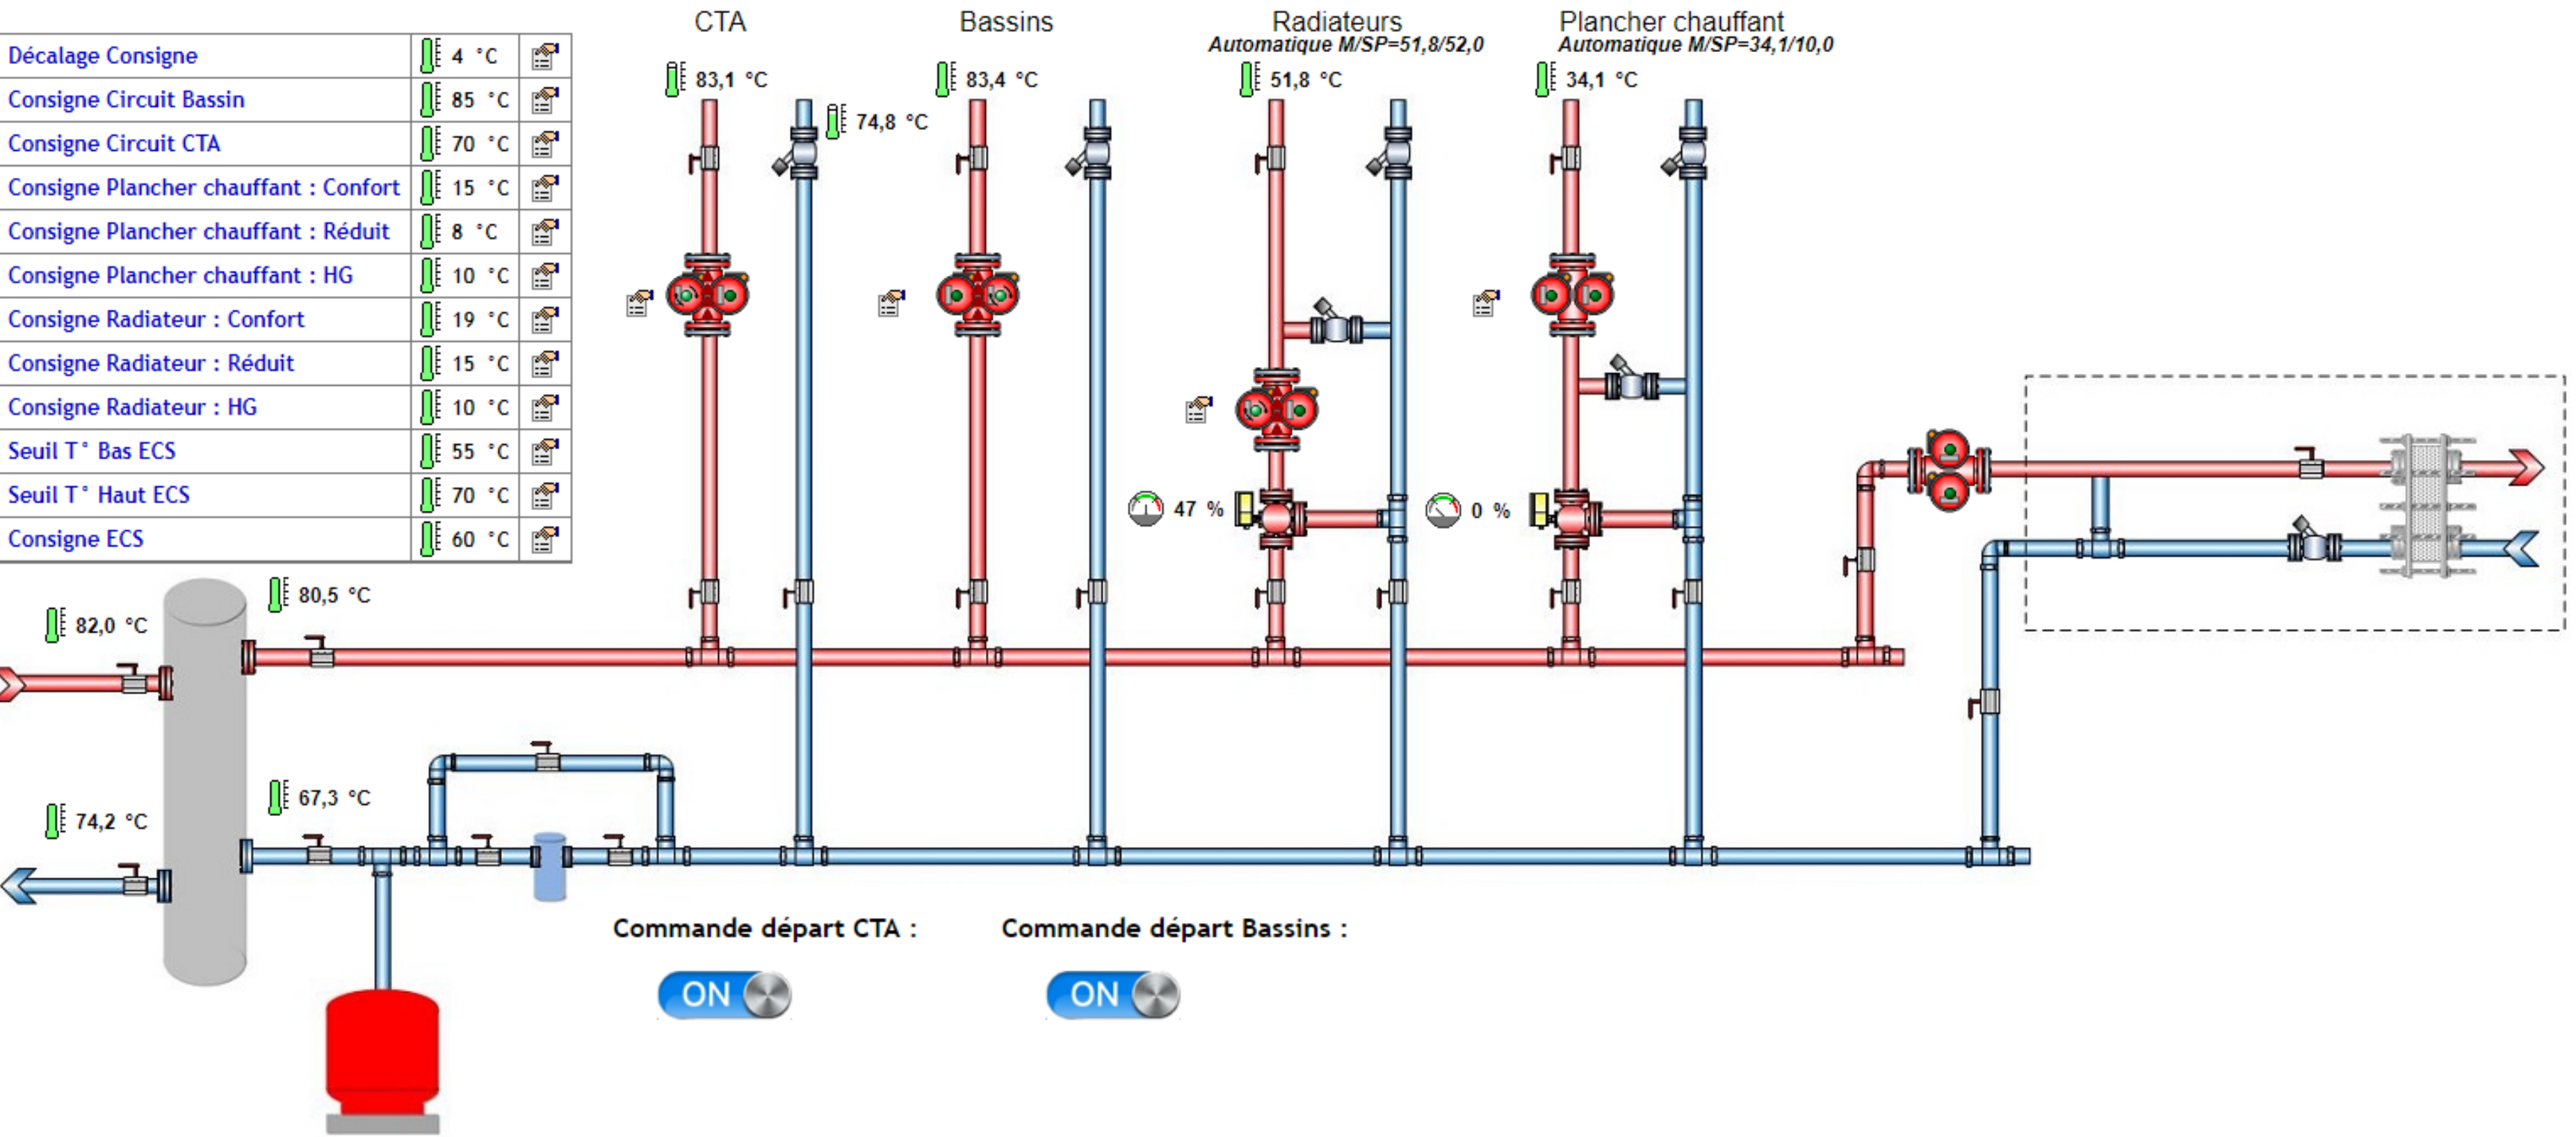 CTA
Bassins
Radiateurs
Plancher chauffant
Automatique M/SP=51,8/52,0
Automatique M/SP=34,1/10,0
83,1 °C
74,8 °C
83,4 °C
51,8 °C
34,1 °C
Décalage Consigne 4 °C
Consigne Circuit Bassin 85 °C
Consigne Circuit CTA 70 °C
Consigne Plancher chauffant : Confort 15 °C
Consigne Plancher chauffant : Réduit 8 °C
Consigne Plancher chauffant : HG 10 °C
Consigne Radiateur : Confort 19 °C
Consigne Radiateur : Réduit 15 °C
Consigne Radiateur : HG 10 °C
Seuil T° Bas ECS 55 °C
Seuil T° Haut ECS 70 °C
Consigne ECS 60 °C
47 %
0 %
80,5 °C
82,0 °C
67,3 °C
74,2 °C
Commande départ CTA :
Commande départ Bassins :
ON
ON